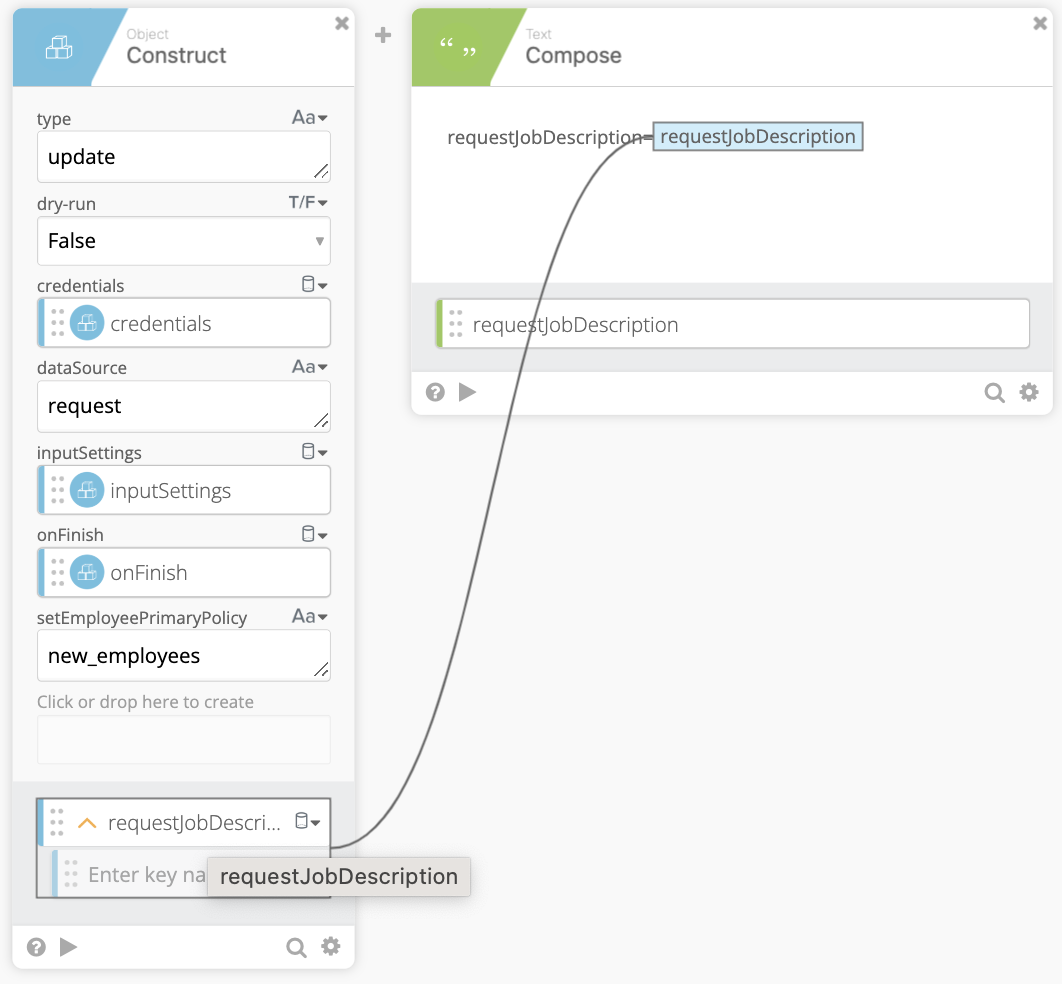 Object
Construct
type
Aa
update
dry-run
T/F
False
credentials
credentials
dataSource
Aa
request
inputSettings
inputSettings
onFinish
onFinish
setEmployeePrimaryPolicy
Aa
new_employees
Click or drop here to create
requestJobDescri...
Enter key na
requestJobDescription
Text
Compose
“ ”
requestJobDescription=
requestJobDescription
requestJobDescription